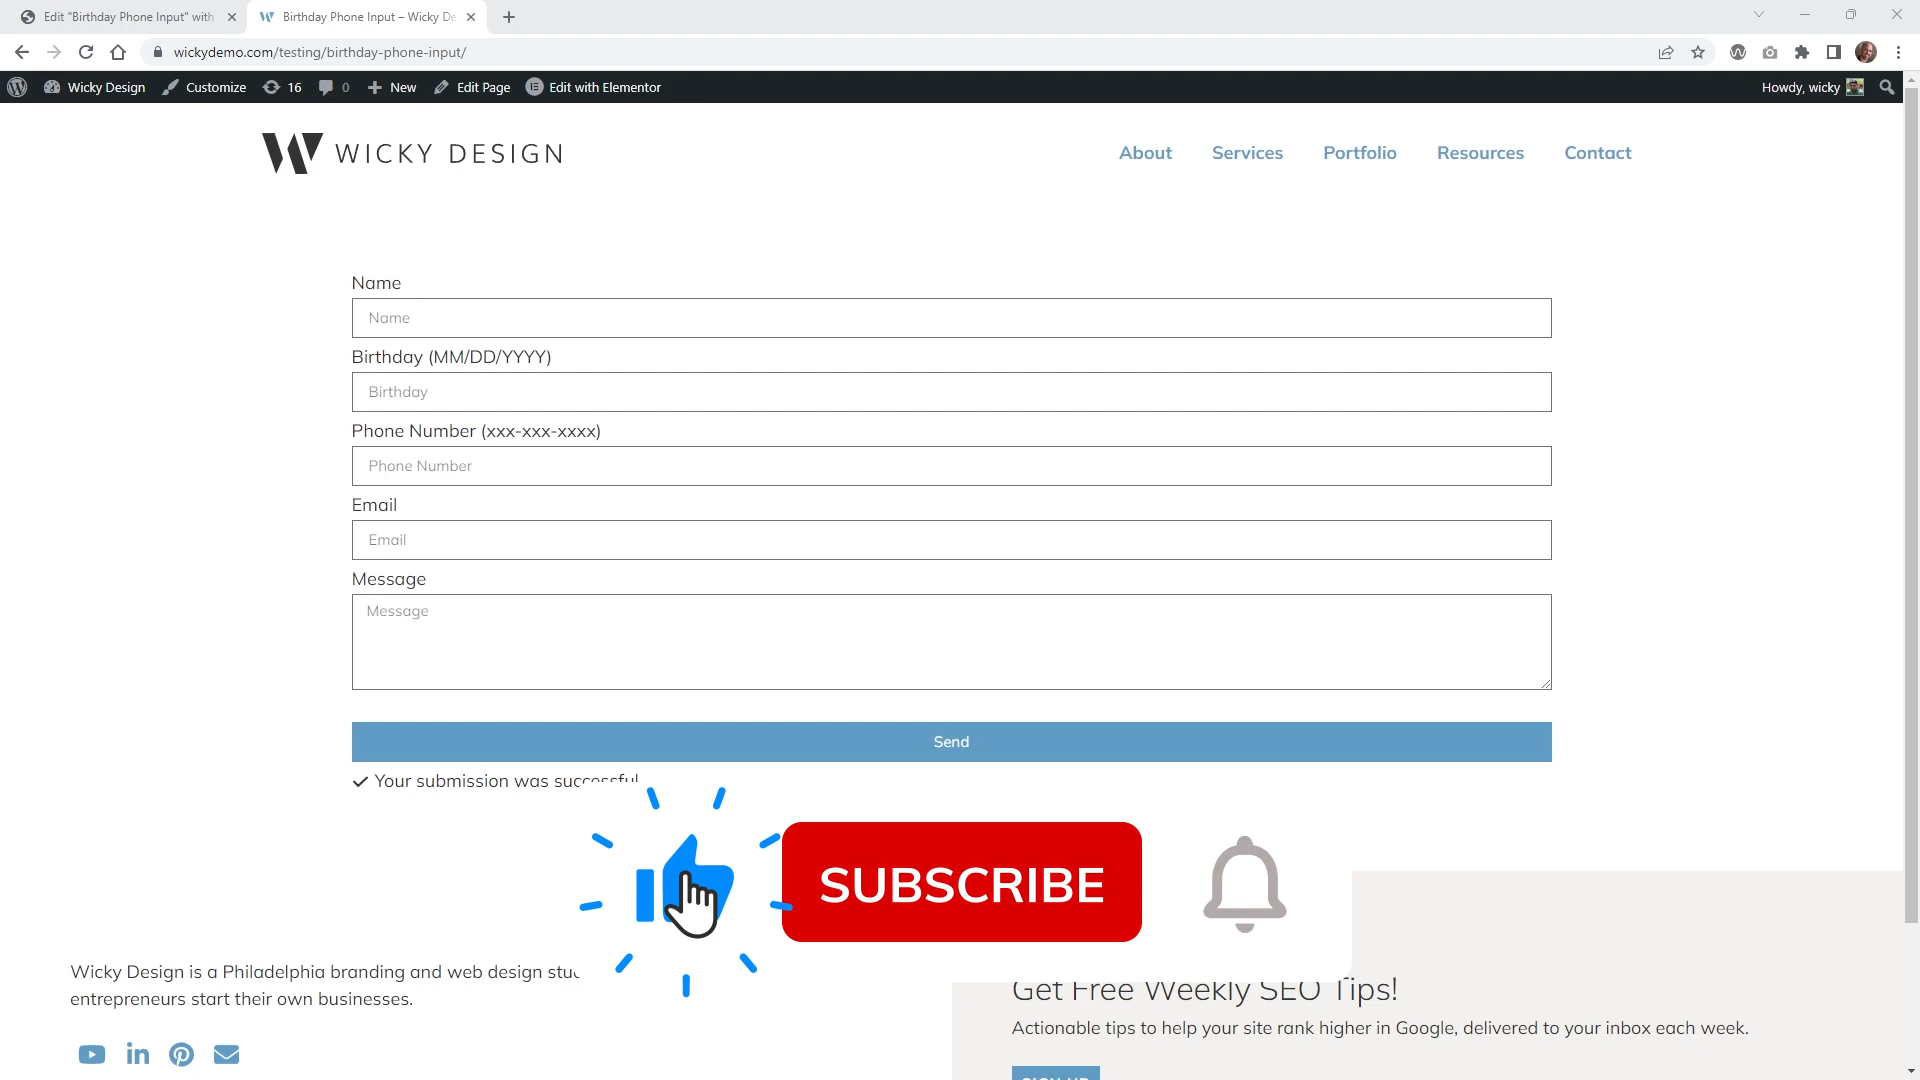 Edit "Birthday Phone Input" with
Birthday Phone Input – Wicky De
wickydemo.com/testing/birthday-phone-input/
Wicky Design Customize 16 0 New Edit Page Edit with Elementor Howdy, wicky
WICKY DESIGN
About Services Portfolio Resources Contact
Name
Name
Birthday (MM/DD/YYYY)
Birthday
Phone Number (xxx-xxx-xxxx)
Phone Number
Email
Email
Message
Message
Send
Your submission was successful
SUBSCRIBE
Wicky Design is a Philadelphia branding and web design stu
entrepreneurs start their own businesses.
Get Free Weekly SEO Tips!
Actionable tips to help your site rank higher in Google, delivered to your inbox each week.
SIGN UP